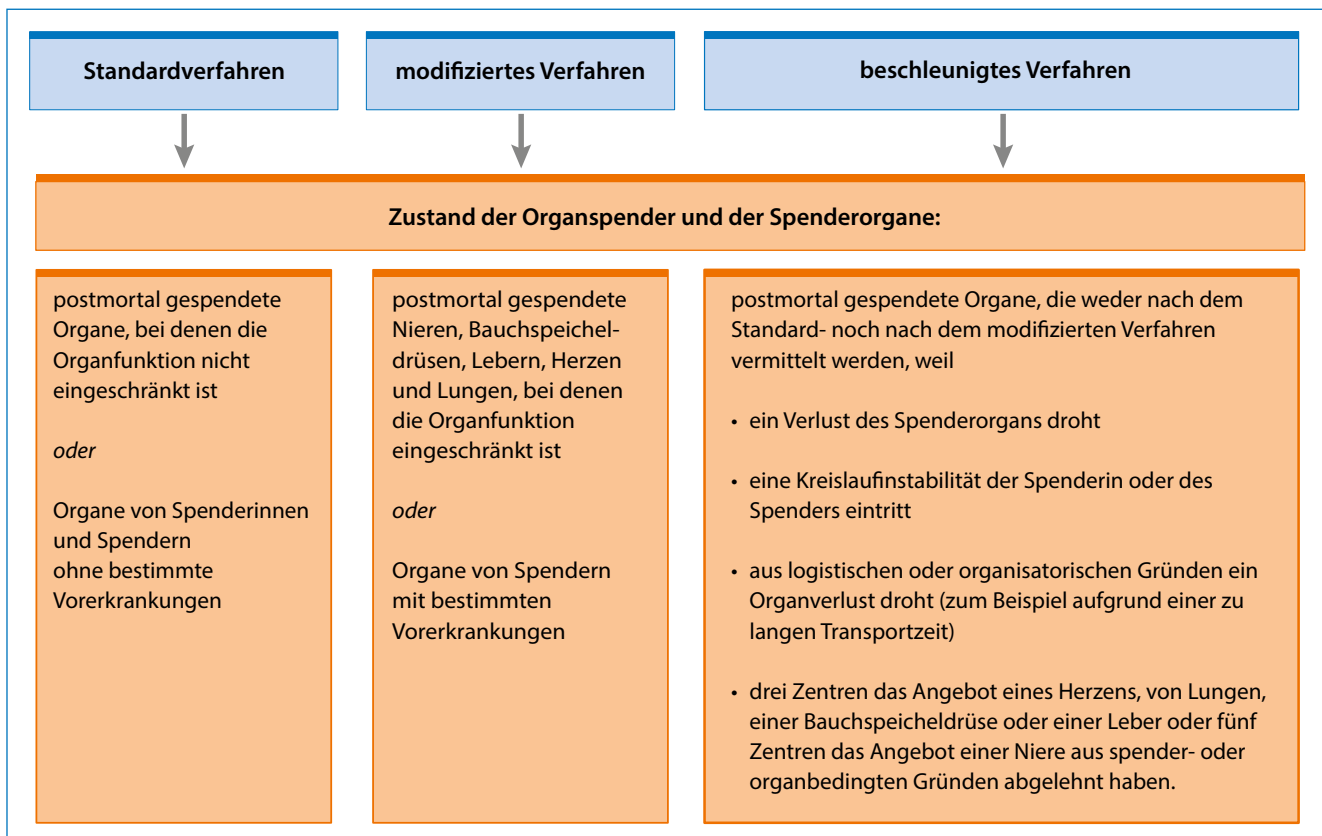 Standardverfahren
modifiziertes Verfahren
beschleunigtes Verfahren
Zustand der Organspender und der Spenderorgane:
postmortal gespendete
Organe, bei denen die
Organfunktion nicht
eingeschränkt ist
oder
Organe von Spenderinnen
und Spendern
ohne bestimmte
Vorerkrankungen
postmortal gespendete
Nieren, Bauchspeichel-
drüsen, Lebern, Herzen
und Lungen, bei denen
die Organfunktion
eingeschränkt ist
oder
Organe von Spendern
mit bestimmten
Vorerkrankungen
postmortal gespendete Organe, die weder nach dem
Standard- noch nach dem modifizierten Verfahren
vermittelt werden, weil
• ein Verlust des Spenderorgans droht
• eine Kreislaufinstabilität der Spenderin oder des
Spenders eintritt
• aus logistischen oder organisatorischen Gründen ein
Organverlust droht (zum Beispiel aufgrund einer zu
langen Transportzeit)
• drei Zentren das Angebot eines Herzens, von Lungen,
einer Bauchspeicheldrüse oder einer Leber oder fünf
Zentren das Angebot einer Niere aus spender- oder
organbedingten Gründen abgelehnt haben.